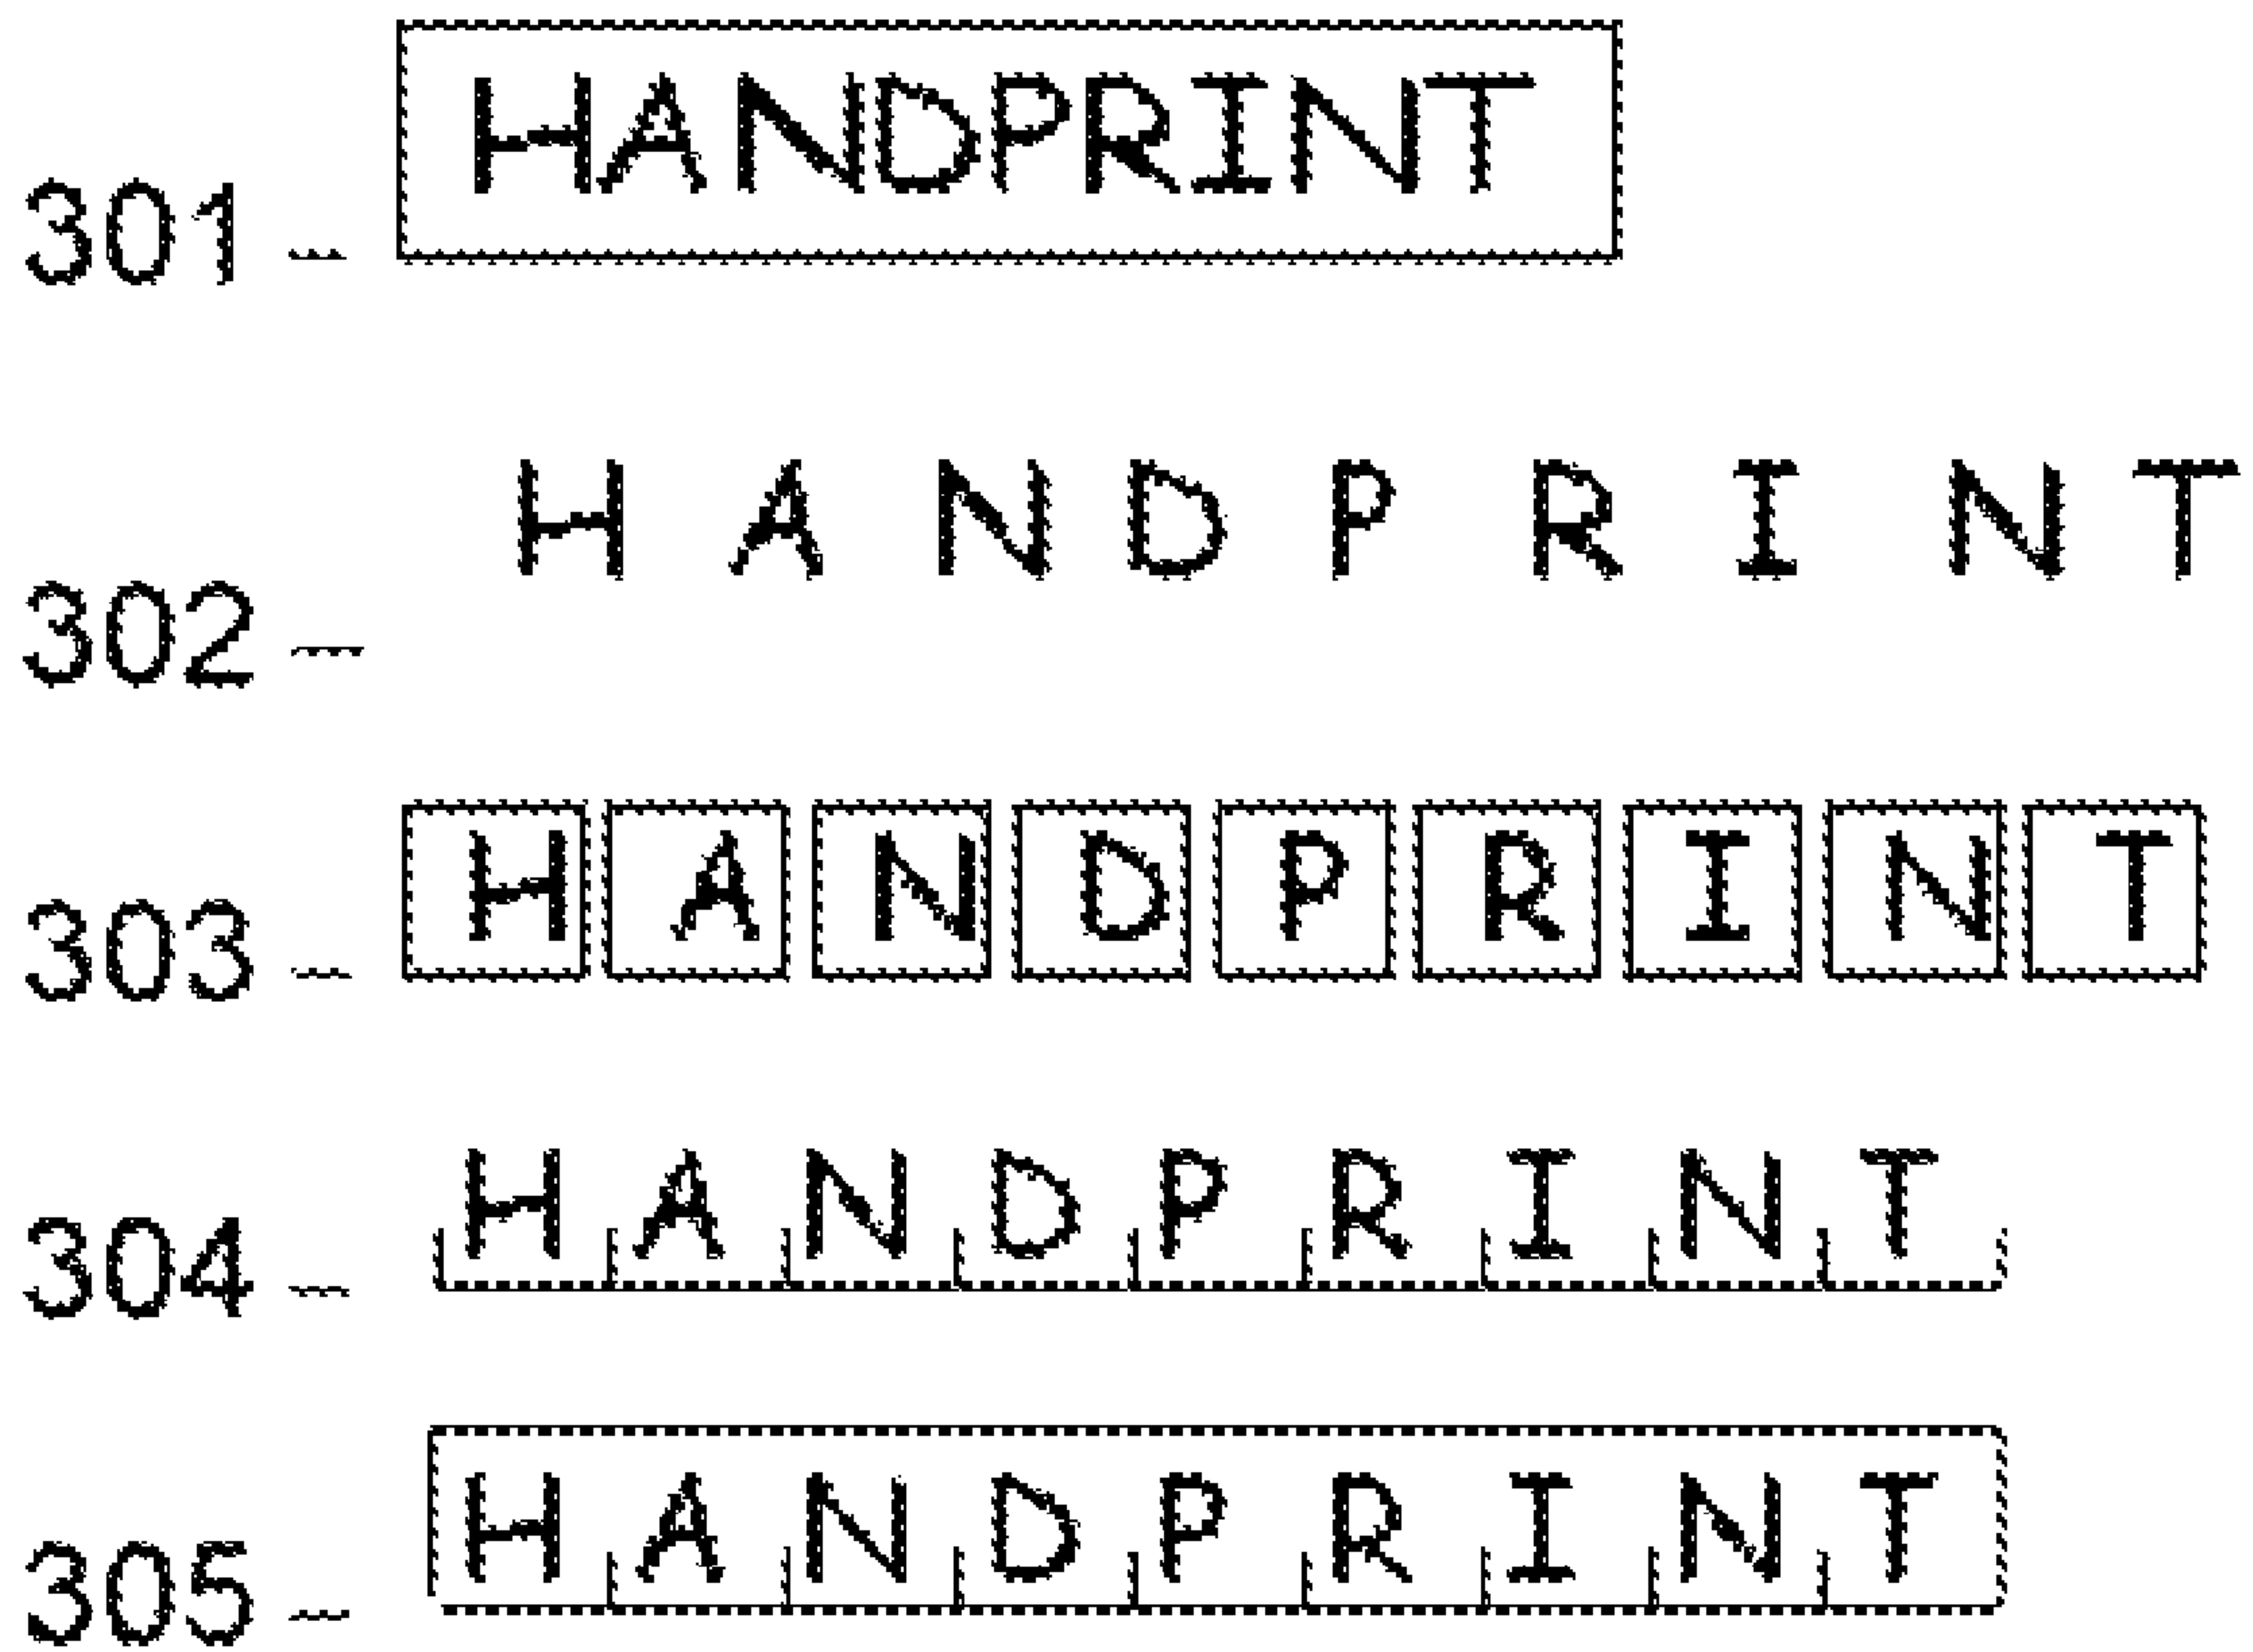 301 HANDPRINT
302 H A N D P R I N T
303 H A N D P R I N T
304 H A N D P R I N T
305 H A N D P R I N T